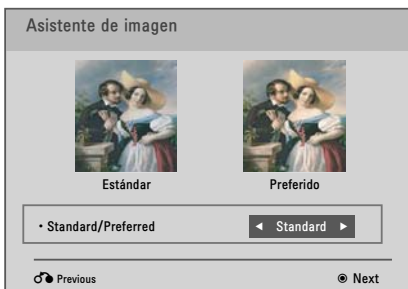 Asistente de imagen
Estándar Preferido
• Standard/Preferred ◄ Standard ►
Previous ◉ Next